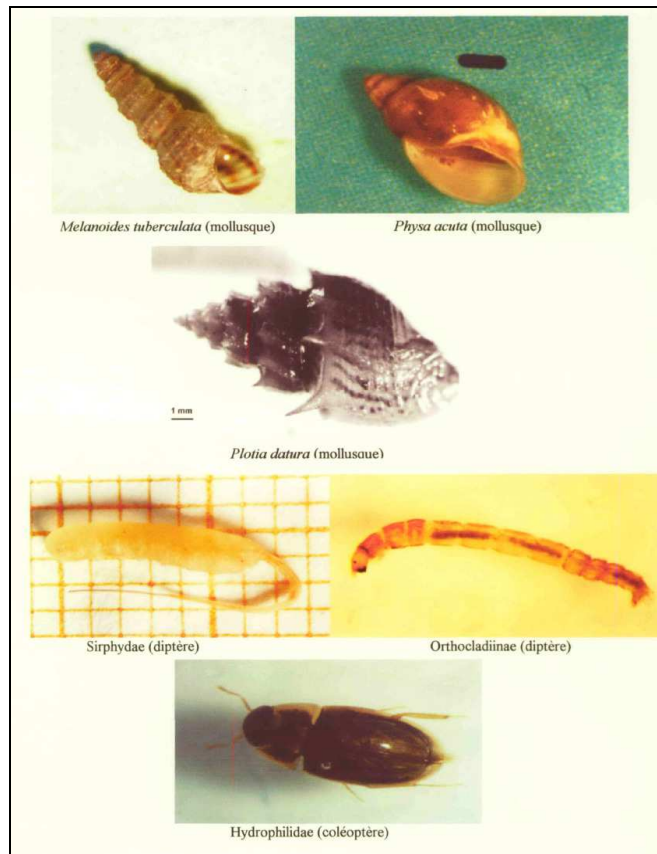 Melanoides tuberculata (mollusque)
Physa acuta (mollusque)
1 mm
Plotia datura (mollusque)
Sirphydae (diptère)
Orthocladiinae (diptère)
Hydrophilidae (coléoptère)